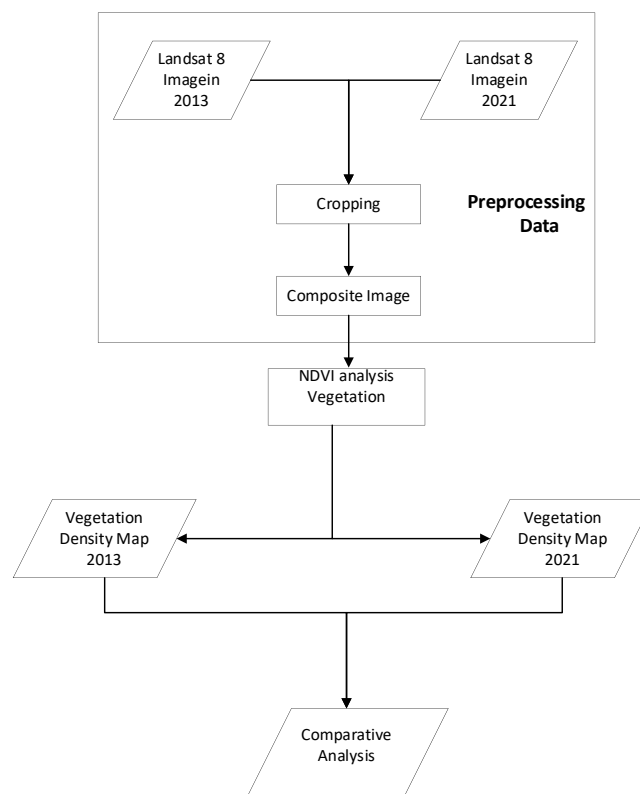 Landsat 8
Imagein
2013
Landsat 8
Imagein
2021
Cropping
Preprocessing
Data
Composite Image
NDVI analysis
Vegetation
Vegetation
Density Map
2013
Vegetation
Density Map
2021
Comparative
Analysis